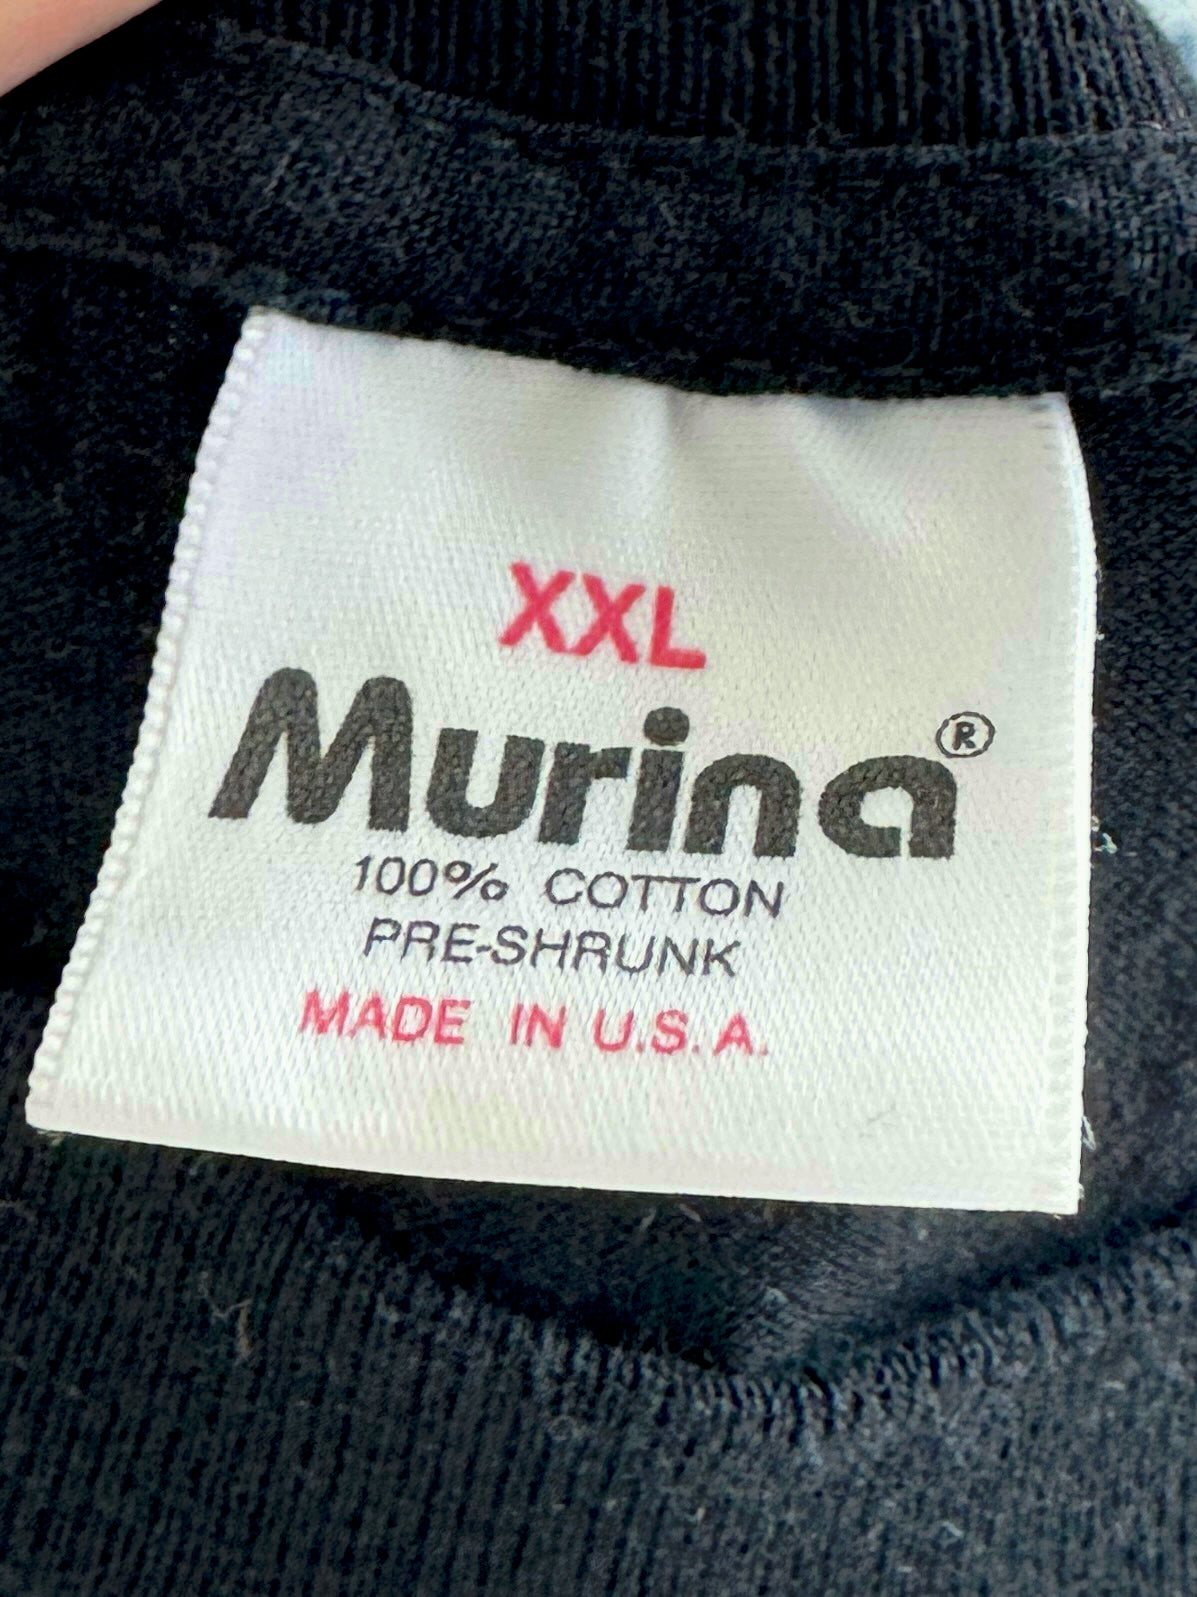 XXL
Murina®
100% COTTON
PRE-SHRUNK
MADE IN U.S.A.